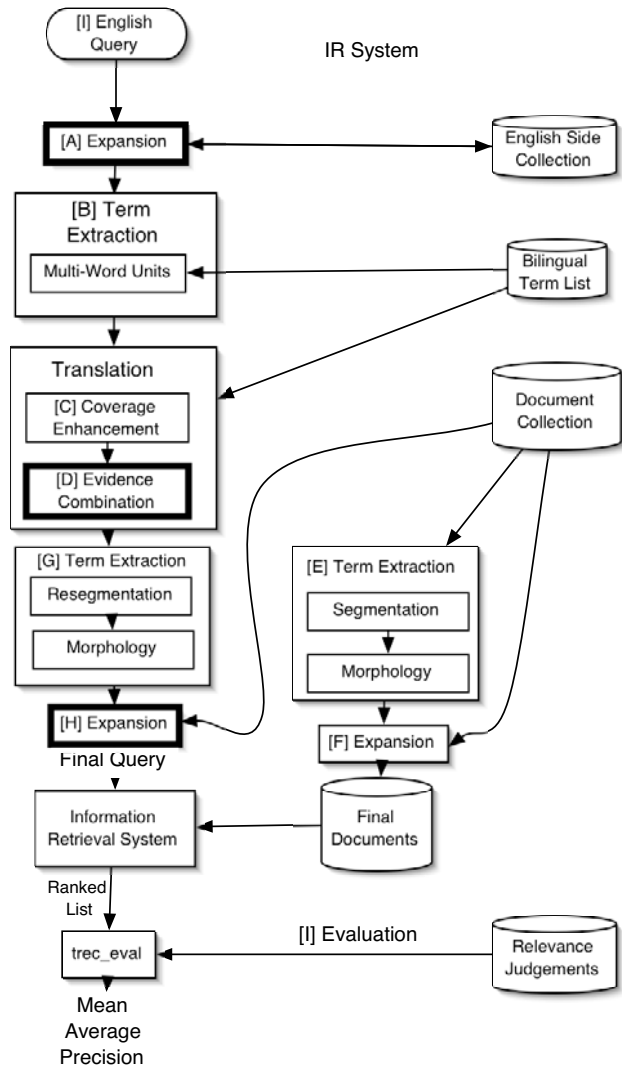 [I] English
Query
IR System
[A] Expansion
English Side
Collection
[B] Term
Extraction
Multi-Word Units
Bilingual
Term List
Translation
[C] Coverage
Enhancement
Document
Collection
[D] Evidence
Combination
[G] Term Extraction
Resegmentation
Morphology
[E] Term Extraction
Segmentation
Morphology
[H] Expansion
[F] Expansion
Final Query
Information
Retrieval System
Final
Documents
Ranked
List
[I] Evaluation
trec_eval
Relevance
Judgements
Mean
Average
Precision